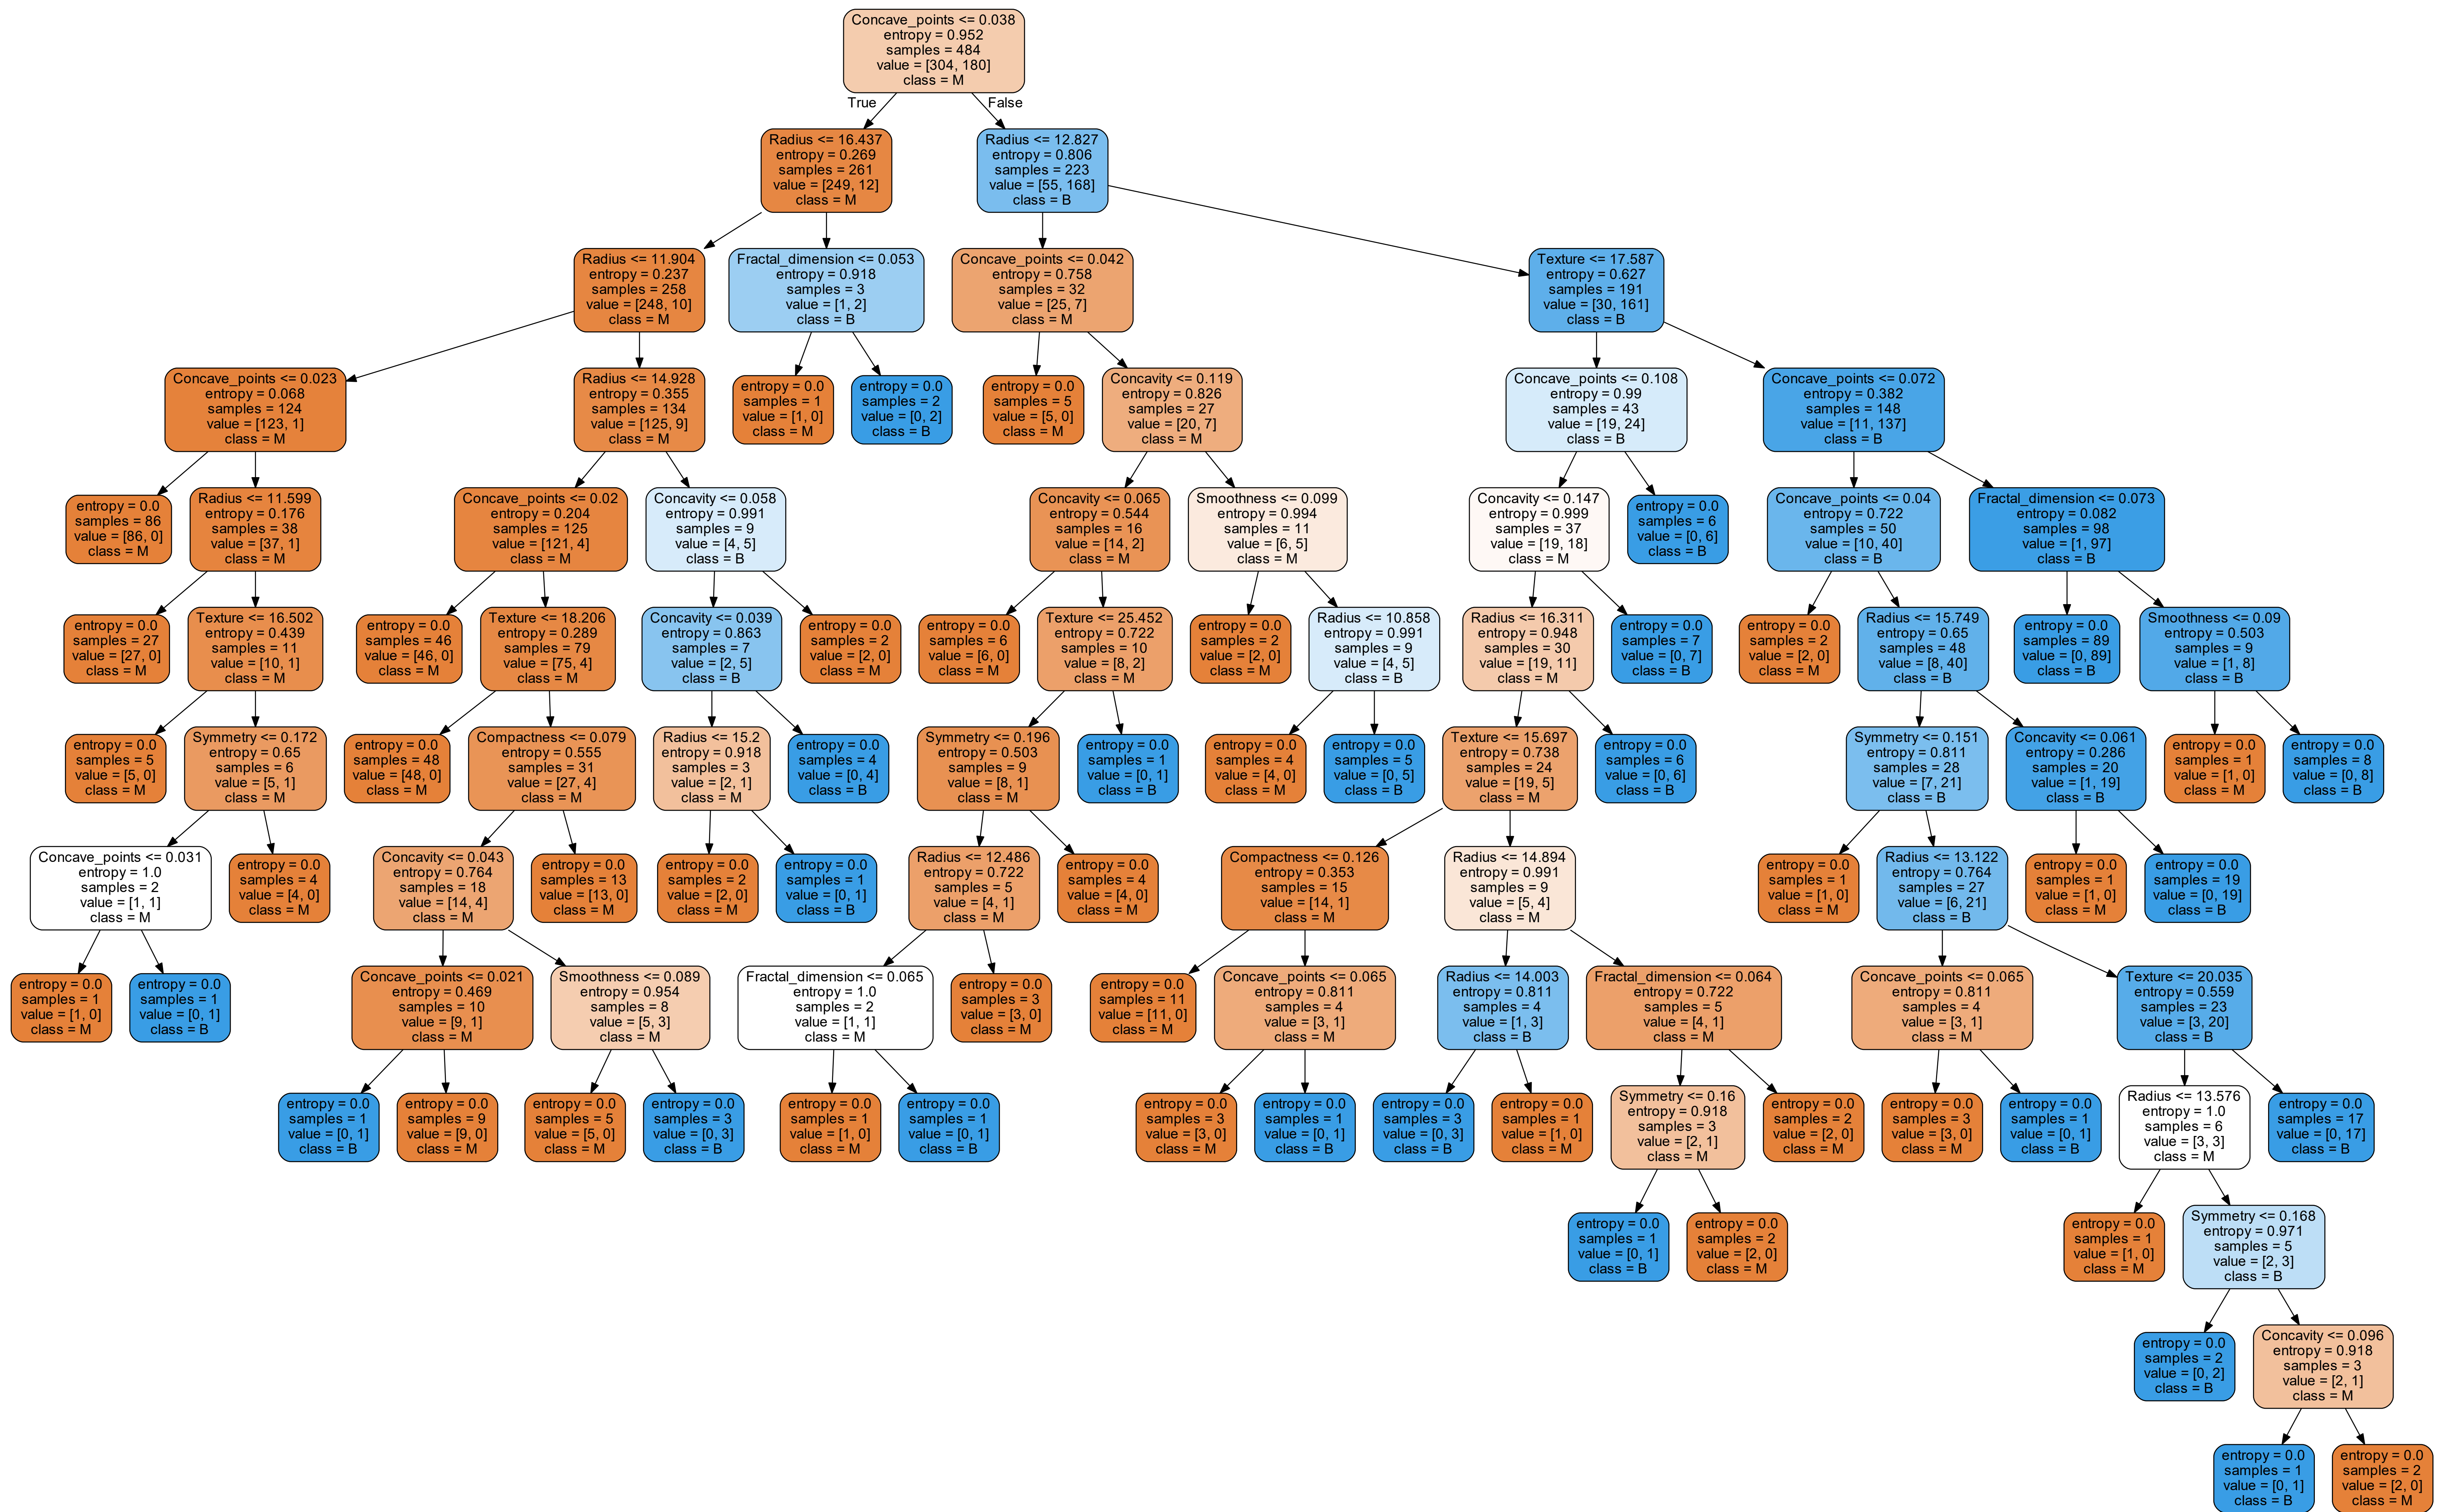 Concave_points <= 0.038
entropy = 0.952
samples = 484
value = [304, 180]
class = M
True
False
Radius <= 16.437
entropy = 0.269
samples = 261
value = [249, 12]
class = M
Radius <= 12.827
entropy = 0.806
samples = 223
value = [55, 168]
class = B
Radius <= 11.904
entropy = 0.237
samples = 258
value = [248, 10]
class = M
Fractal_dimension <= 0.053
entropy = 0.918
samples = 3
value = [1, 2]
class = B
Concave_points <= 0.042
entropy = 0.758
samples = 32
value = [25, 7]
class = M
Texture <= 17.587
entropy = 0.627
samples = 191
value = [30, 161]
class = B
Concave_points <= 0.023
entropy = 0.068
samples = 124
value = [123, 1]
class = M
Radius <= 14.928
entropy = 0.355
samples = 134
value = [125, 9]
class = M
entropy = 0.0
samples = 1
value = [1, 0]
class = M
entropy = 0.0
samples = 2
value = [0, 2]
class = B
entropy = 0.0
samples = 5
value = [5, 0]
class = M
Concavity <= 0.119
entropy = 0.826
samples = 27
value = [20, 7]
class = M
Concave_points <= 0.108
entropy = 0.99
samples = 43
value = [19, 24]
class = B
Concave_points <= 0.072
entropy = 0.382
samples = 148
value = [11, 137]
class = B
entropy = 0.0
samples = 86
value = [86, 0]
class = M
Radius <= 11.599
entropy = 0.176
samples = 38
value = [37, 1]
class = M
Concave_points <= 0.02
entropy = 0.204
samples = 125
value = [121, 4]
class = M
Concavity <= 0.058
entropy = 0.991
samples = 9
value = [4, 5]
class = B
Concavity <= 0.065
entropy = 0.544
samples = 16
value = [14, 2]
class = M
Smoothness <= 0.099
entropy = 0.994
samples = 11
value = [6, 5]
class = M
Concavity <= 0.147
entropy = 0.999
samples = 37
value = [19, 18]
class = M
entropy = 0.0
samples = 6
value = [0, 6]
class = B
Concave_points <= 0.04
entropy = 0.722
samples = 50
value = [10, 40]
class = B
Fractal_dimension <= 0.073
entropy = 0.082
samples = 98
value = [1, 97]
class = B
entropy = 0.0
samples = 27
value = [27, 0]
class = M
Texture <= 16.502
entropy = 0.439
samples = 11
value = [10, 1]
class = M
entropy = 0.0
samples = 46
value = [46, 0]
class = M
Texture <= 18.206
entropy = 0.289
samples = 79
value = [75, 4]
class = M
Concavity <= 0.039
entropy = 0.863
samples = 7
value = [2, 5]
class = B
entropy = 0.0
samples = 2
value = [2, 0]
class = M
entropy = 0.0
samples = 6
value = [6, 0]
class = M
Texture <= 25.452
entropy = 0.722
samples = 10
value = [8, 2]
class = M
entropy = 0.0
samples = 2
value = [2, 0]
class = M
Radius <= 10.858
entropy = 0.991
samples = 9
value = [4, 5]
class = B
Radius <= 16.311
entropy = 0.948
samples = 30
value = [19, 11]
class = M
entropy = 0.0
samples = 7
value = [0, 7]
class = B
entropy = 0.0
samples = 2
value = [2, 0]
class = M
Radius <= 15.749
entropy = 0.65
samples = 48
value = [8, 40]
class = B
entropy = 0.0
samples = 89
value = [0, 89]
class = B
Smoothness <= 0.09
entropy = 0.503
samples = 9
value = [1, 8]
class = B
entropy = 0.0
samples = 5
value = [5, 0]
class = M
Symmetry <= 0.172
entropy = 0.65
samples = 6
value = [5, 1]
class = M
entropy = 0.0
samples = 48
value = [48, 0]
class = M
Compactness <= 0.079
entropy = 0.555
samples = 31
value = [27, 4]
class = M
Radius <= 15.2
entropy = 0.918
samples = 3
value = [2, 1]
class = M
entropy = 0.0
samples = 4
value = [0, 4]
class = B
Symmetry <= 0.196
entropy = 0.503
samples = 9
value = [8, 1]
class = M
entropy = 0.0
samples = 1
value = [0, 1]
class = B
entropy = 0.0
samples = 4
value = [4, 0]
class = M
entropy = 0.0
samples = 5
value = [0, 5]
class = B
Texture <= 15.697
entropy = 0.738
samples = 24
value = [19, 5]
class = M
entropy = 0.0
samples = 6
value = [0, 6]
class = B
Symmetry <= 0.151
entropy = 0.811
samples = 28
value = [7, 21]
class = B
Concavity <= 0.061
entropy = 0.286
samples = 20
value = [1, 19]
class = B
entropy = 0.0
samples = 1
value = [1, 0]
class = M
entropy = 0.0
samples = 8
value = [0, 8]
class = B
Concave_points <= 0.031
entropy = 1.0
samples = 2
value = [1, 1]
class = M
entropy = 0.0
samples = 4
value = [4, 0]
class = M
Concavity <= 0.043
entropy = 0.764
samples = 18
value = [14, 4]
class = M
entropy = 0.0
samples = 13
value = [13, 0]
class = M
entropy = 0.0
samples = 2
value = [2, 0]
class = M
entropy = 0.0
samples = 1
value = [0, 1]
class = B
Radius <= 12.486
entropy = 0.722
samples = 5
value = [4, 1]
class = M
entropy = 0.0
samples = 4
value = [4, 0]
class = M
Compactness <= 0.126
entropy = 0.353
samples = 15
value = [14, 1]
class = M
Radius <= 14.894
entropy = 0.991
samples = 9
value = [5, 4]
class = M
entropy = 0.0
samples = 1
value = [1, 0]
class = M
Radius <= 13.122
entropy = 0.764
samples = 27
value = [6, 21]
class = B
entropy = 0.0
samples = 1
value = [1, 0]
class = M
entropy = 0.0
samples = 19
value = [0, 19]
class = B
entropy = 0.0
samples = 1
value = [1, 0]
class = M
entropy = 0.0
samples = 1
value = [0, 1]
class = B
Concave_points <= 0.021
entropy = 0.469
samples = 10
value = [9, 1]
class = M
Smoothness <= 0.089
entropy = 0.954
samples = 8
value = [5, 3]
class = M
Fractal_dimension <= 0.065
entropy = 1.0
samples = 2
value = [1, 1]
class = M
entropy = 0.0
samples = 3
value = [3, 0]
class = M
entropy = 0.0
samples = 11
value = [11, 0]
class = M
Concave_points <= 0.065
entropy = 0.811
samples = 4
value = [3, 1]
class = M
Radius <= 14.003
entropy = 0.811
samples = 4
value = [1, 3]
class = B
Fractal_dimension <= 0.064
entropy = 0.722
samples = 5
value = [4, 1]
class = M
Concave_points <= 0.065
entropy = 0.811
samples = 4
value = [3, 1]
class = M
Texture <= 20.035
entropy = 0.559
samples = 23
value = [3, 20]
class = B
entropy = 0.0
samples = 1
value = [0, 1]
class = B
entropy = 0.0
samples = 9
value = [9, 0]
class = M
entropy = 0.0
samples = 5
value = [5, 0]
class = M
entropy = 0.0
samples = 3
value = [0, 3]
class = B
entropy = 0.0
samples = 1
value = [1, 0]
class = M
entropy = 0.0
samples = 1
value = [0, 1]
class = B
entropy = 0.0
samples = 3
value = [3, 0]
class = M
entropy = 0.0
samples = 1
value = [0, 1]
class = B
entropy = 0.0
samples = 3
value = [0, 3]
class = B
entropy = 0.0
samples = 1
value = [1, 0]
class = M
Symmetry <= 0.16
entropy = 0.918
samples = 3
value = [2, 1]
class = M
entropy = 0.0
samples = 2
value = [2, 0]
class = M
entropy = 0.0
samples = 3
value = [3, 0]
class = M
entropy = 0.0
samples = 1
value = [0, 1]
class = B
Radius <= 13.576
entropy = 1.0
samples = 6
value = [3, 3]
class = M
entropy = 0.0
samples = 17
value = [0, 17]
class = B
entropy = 0.0
samples = 1
value = [0, 1]
class = B
entropy = 0.0
samples = 2
value = [2, 0]
class = M
entropy = 0.0
samples = 1
value = [1, 0]
class = M
Symmetry <= 0.168
entropy = 0.971
samples = 5
value = [2, 3]
class = B
entropy = 0.0
samples = 2
value = [0, 2]
class = B
Concavity <= 0.096
entropy = 0.918
samples = 3
value = [2, 1]
class = M
entropy = 0.0
samples = 1
value = [0, 1]
class = B
entropy = 0.0
samples = 2
value = [2, 0]
class = M